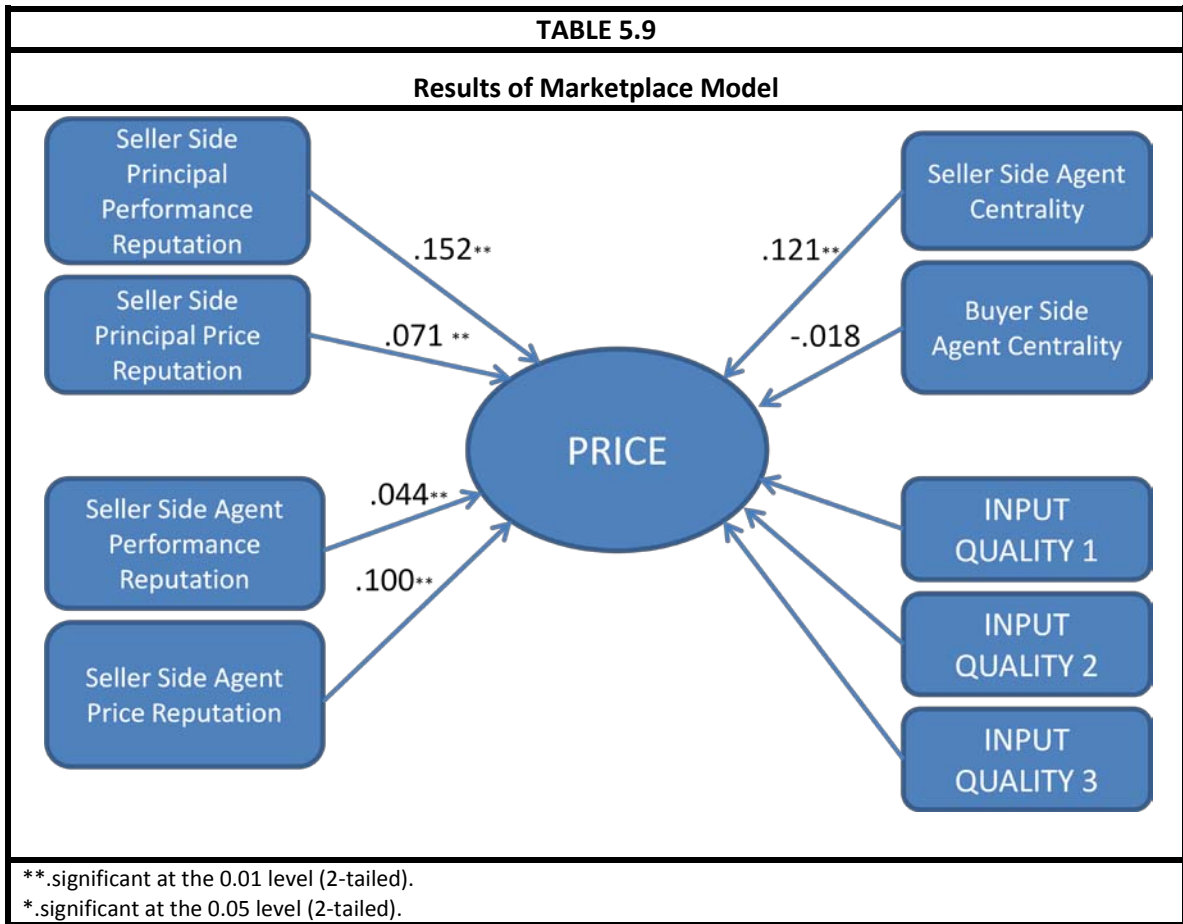 TABLE 5.9
Results of Marketplace Model
Seller Side
Principal
Performance
Reputation
.152**
Seller Side
Principal Price
Reputation
.071 **
Seller Side Agent
Performance
Reputation
.044**
Seller Side Agent
Price Reputation
.100**
PRICE
Seller Side Agent
Centrality
.121**
Buyer Side
Agent Centrality
-.018
INPUT
QUALITY 1
INPUT
QUALITY 2
INPUT
QUALITY 3
**.significant at the 0.01 level (2-tailed).
*.significant at the 0.05 level (2-tailed).